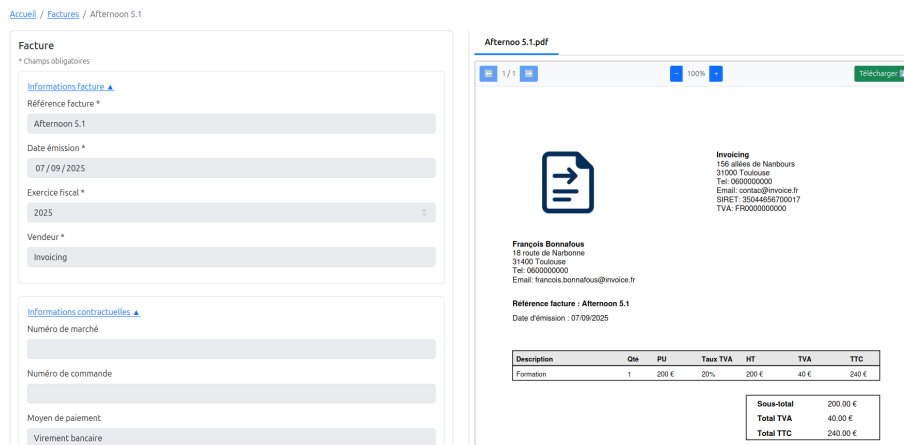 Accueil / Factures / Afternoon 5.1
Facture
* Champs obligatoires
Informations facture ▲
Référence facture *
Afternoon 5.1
Date émission *
07/09/2025
Exercice fiscal *
2025
Vendeur *
Invoicing
Informations contractuelles ▲
Numéro de marché
Numéro de commande
Moyen de paiement
Virement bancaire
Afternoo 5.1.pdf
1/1
- 100% +
Télécharger
Invoicing
156 allées de Nanbours
31000 Toulouse
Tel: 0600000000
Email: contac@invoice.fr
SIRET: 35044656700017
TVA: FR0000000000
François Bonnafous
18 route de Narbonne
31400 Toulouse
Tel: 0600000000
Email: francois.bonnafous@invoice.fr
Référence facture : Afternoon 5.1
Date d'émission : 07/09/2025
Description Qté PU Taux TVA HT TVA TTC
Formation 1 200 € 20% 200 € 40 € 240 €
Sous-total 200.00 €
Total TVA 40.00 €
Total TTC 240.00 €